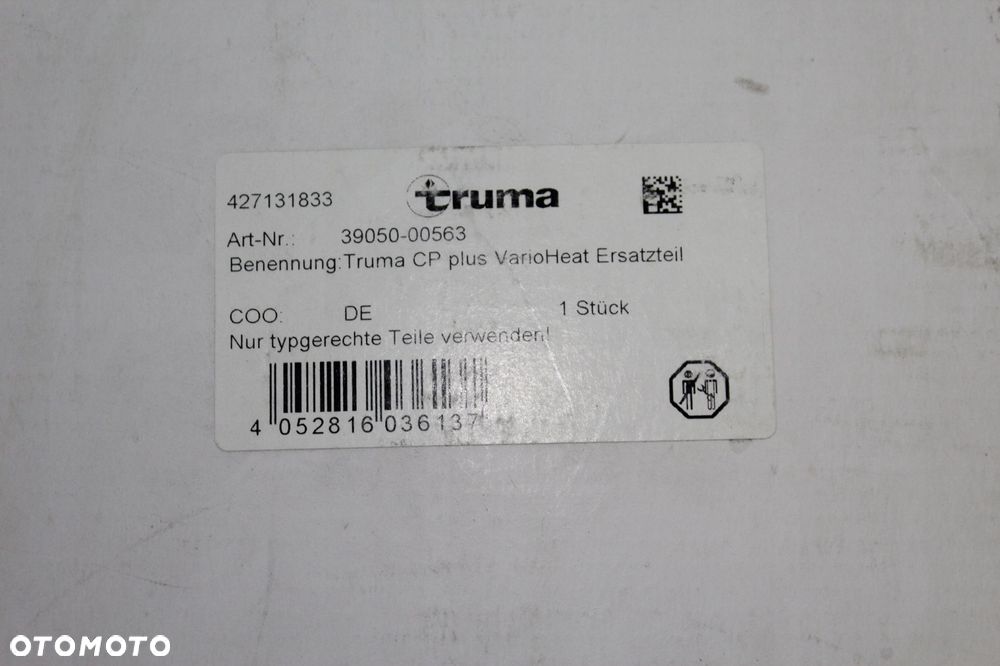 427131833 truma
Art-Nr.: 39050-00563
Benennung:Truma CP plus VarioHeat Ersatzteil
COO: DE 1 Stück
Nur typgerechte Teile verwenden!
4 052816 036137
OTOMOTO